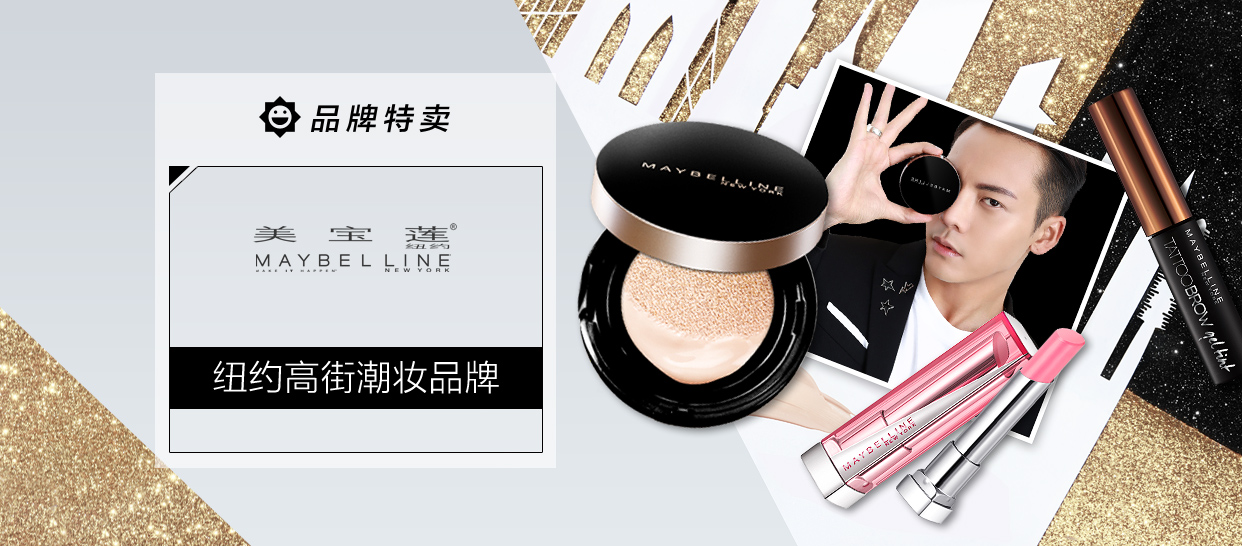 品牌特卖
美宝莲®
纽约
MAYBELLINE
NEW YORK
MAKE IT HAPPEN
纽约高街潮妆品牌
MAYBELLINE
NEW YORK
MAYBELLINE
MAYBELLINE
NEW YORK
MAYBELLINE
TATTOOBROW gel tint